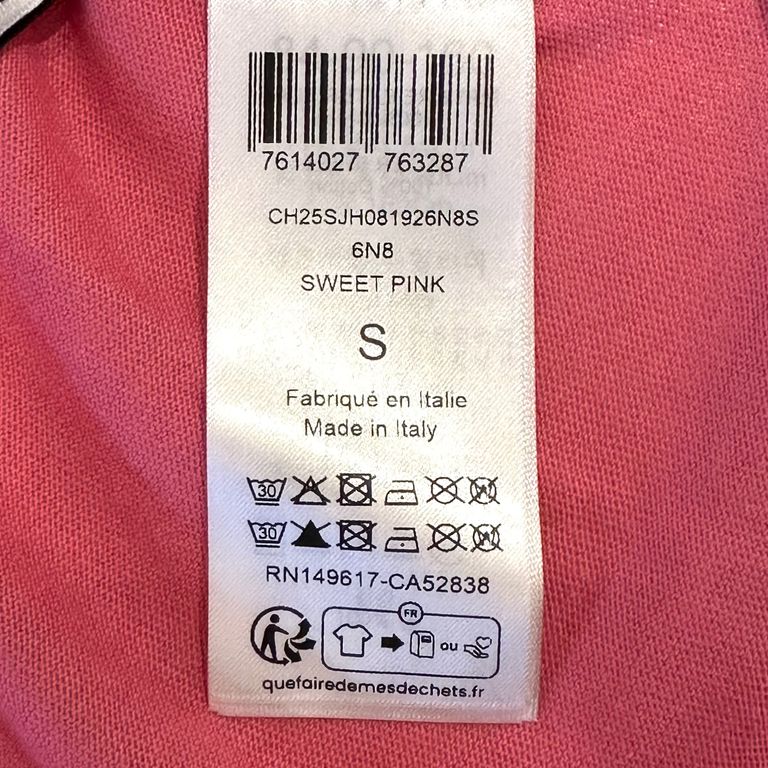 7614027 763287
CH25SJH081926N8S
6N8
SWEET PINK
S
Fabriqué en Italie
Made in Italy
30
30
RN149617-CA52838
FR
ou
quefairedemesdechets.fr